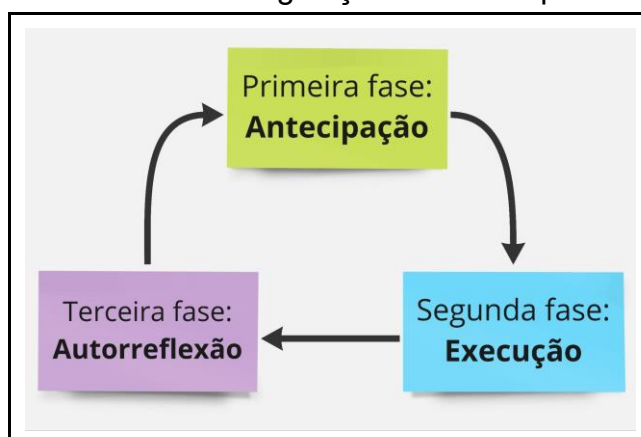 Primeira fase:
Antecipação
Segunda fase:
Execução
Terceira fase:
Autorreflexão